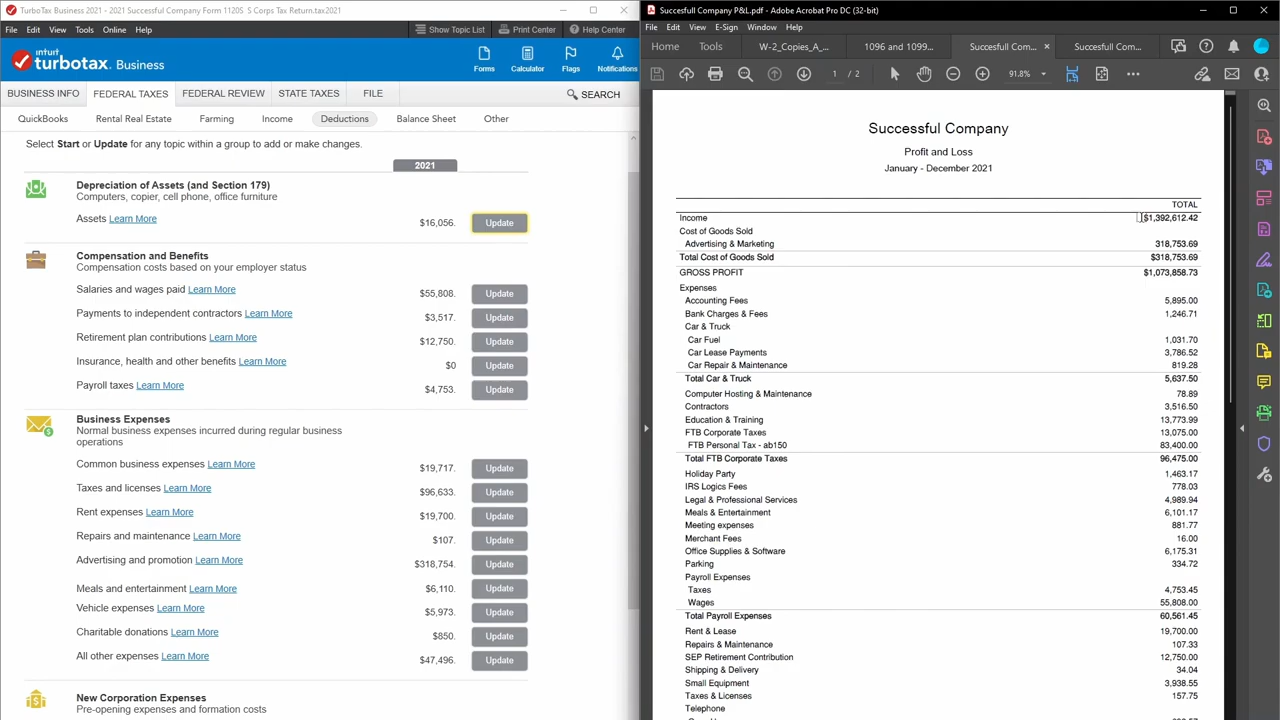 TurboTax Business 2021 - 2021 Successful Company Form 1120S S Corps Tax Return.tax2021
File Edit View Tools Online Help
Show Topic List Print Center Help Center
intuit
turbotax. Business
Forms Calculator Flags Notifications
BUSINESS INFO FEDERAL TAXES FEDERAL REVIEW STATE TAXES FILE SEARCH
QuickBooks Rental Real Estate Farming Income Deductions Balance Sheet Other
Select Start or Update for any topic within a group to add or make changes.
2021
Depreciation of Assets (and Section 179)
Computers, copier, cell phone, office furniture
Assets Learn More $16,056. Update
Compensation and Benefits
Compensation costs based on your employer status
Salaries and wages paid Learn More $55,808. Update
Payments to independent contractors Learn More $3,517. Update
Retirement plan contributions Learn More $12,750. Update
Insurance, health and other benefits Learn More $0 Update
Payroll taxes Learn More $4,753. Update
Business Expenses
Normal business expenses incurred during regular business
operations
Common business expenses Learn More $19,717. Update
Taxes and licenses Learn More $96,633. Update
Rent expenses Learn More $19,700. Update
Repairs and maintenance Learn More $107. Update
Advertising and promotion Learn More $318,754. Update
Meals and entertainment Learn More $6,110. Update
Vehicle expenses Learn More $5,973. Update
Charitable donations Learn More $850. Update
All other expenses Learn More $47,496. Update
New Corporation Expenses
Pre-opening expenses and formation costs
Succesfull Company P&L.pdf - Adobe Acrobat Pro DC (32-bit)
File Edit View E-Sign Window Help
Home Tools W-2_Copies_A_... 1096 and 1099... Succesfull Com... Succesfull Com...
1 / 2 91.8%
Successful Company
Profit and Loss
January - December 2021
TOTAL
Income $1,392,612.42
Cost of Goods Sold
Advertising & Marketing 318,753.69
Total Cost of Goods Sold $318,753.69
GROSS PROFIT $1,073,858.73
Expenses
Accounting Fees 5,895.00
Bank Charges & Fees 1,246.71
Car & Truck
Car Fuel 1,031.70
Car Lease Payments 3,786.52
Car Repair & Maintenance 819.28
Total Car & Truck 5,637.50
Computer Hosting & Maintenance 78.89
Contractors 3,516.50
Education & Training 13,773.99
FTB Corporate Taxes 13,075.00
FTB Personal Tax - ab150 83,400.00
Total FTB Corporate Taxes 96,475.00
Holiday Party 1,463.17
IRS Logics Fees 778.03
Legal & Professional Services 4,989.94
Meals & Entertainment 6,101.17
Meeting expenses 881.77
Merchant Fees 16.00
Office Supplies & Software 6,175.31
Parking 334.72
Payroll Expenses
Taxes 4,753.45
Wages 55,808.00
Total Payroll Expenses 60,561.45
Rent & Lease 19,700.00
Repairs & Maintenance 107.33
SEP Retirement Contribution 12,750.00
Shipping & Delivery 34.04
Small Equipment 3,938.55
Taxes & Licenses 157.75
Telephone